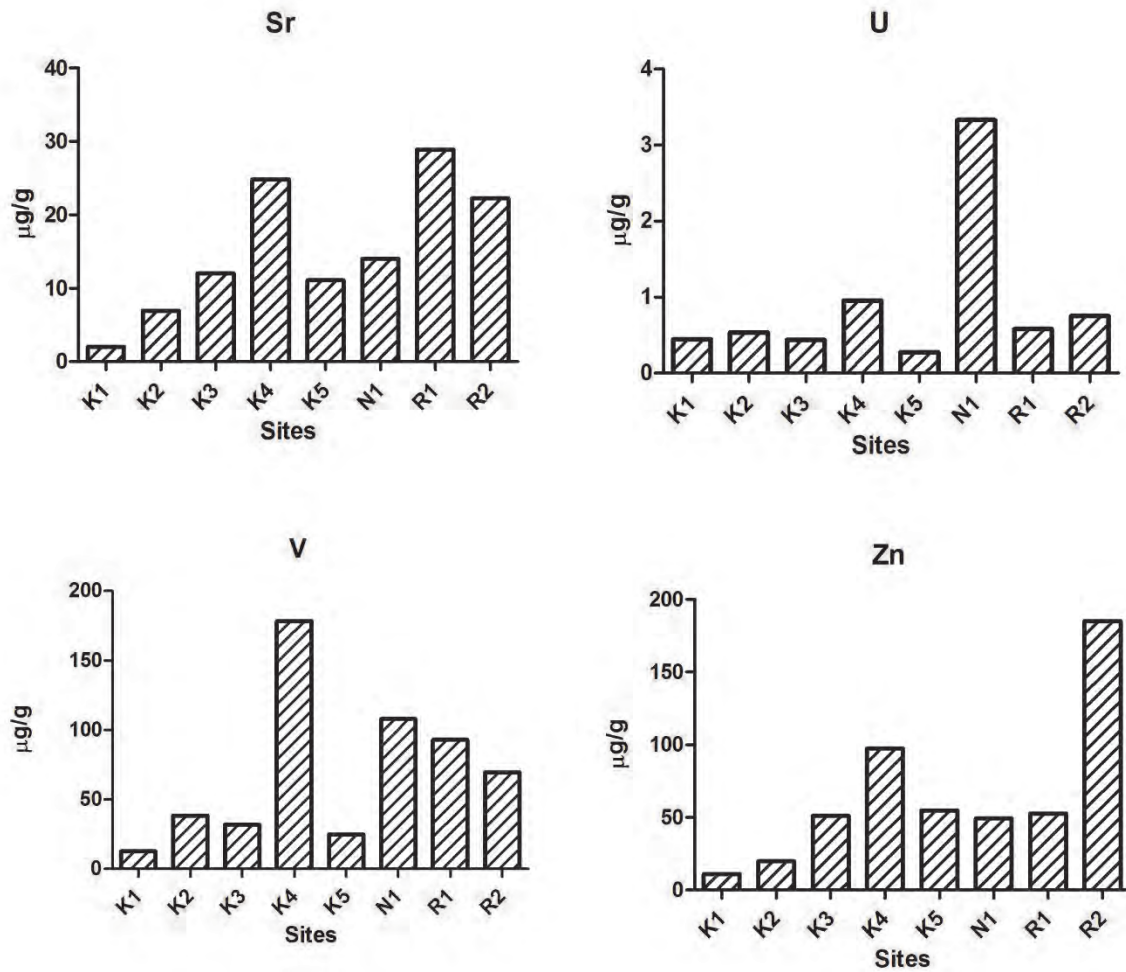 Sr
40
30
20
10
0
µg/g
K1 K2 K3 K4 K5 N1 R1 R2
Sites
U
4
3
2
1
0
µg/g
K1 K2 K3 K4 K5 N1 R1 R2
Sites
V
200
150
100
50
0
µg/g
K1 K2 K3 K4 K5 N1 R1 R2
Sites
Zn
200
150
100
50
0
µg/g
K1 K2 K3 K4 K5 N1 R1 R2
Sites